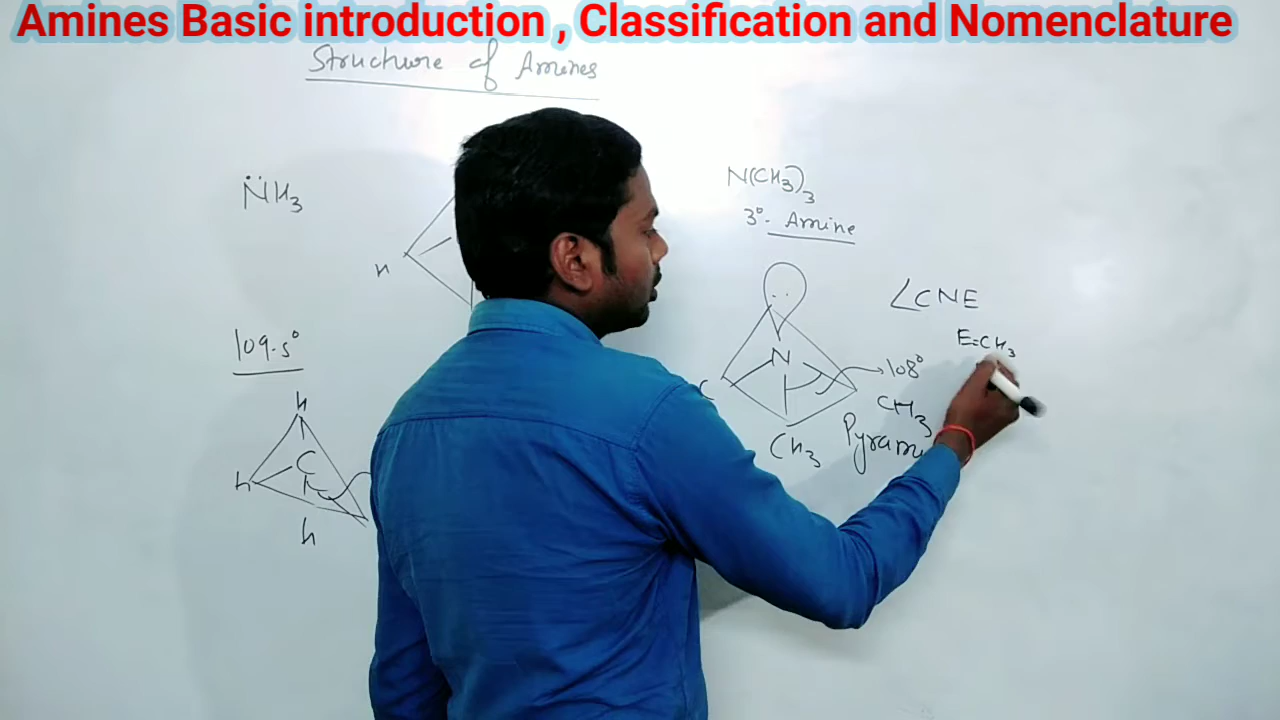 Amines Basic introduction , Classification and Nomenclature
Structure of Amines
N̈H3
H
109.5°
H
H
C
H
N(CH3)3
3°- Amine
..
N
C
CH3
CH3
108°
∠CNE
E=CH3